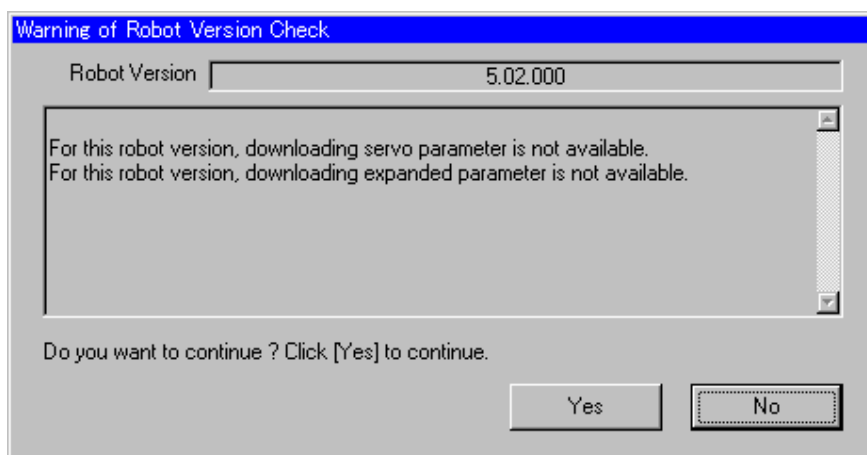 Warning of Robot Version Check
Robot Version 5.02.000
For this robot version, downloading servo parameter is not available.
For this robot version, downloading expanded parameter is not available.
Do you want to continue ? Click [Yes] to continue.
Yes No